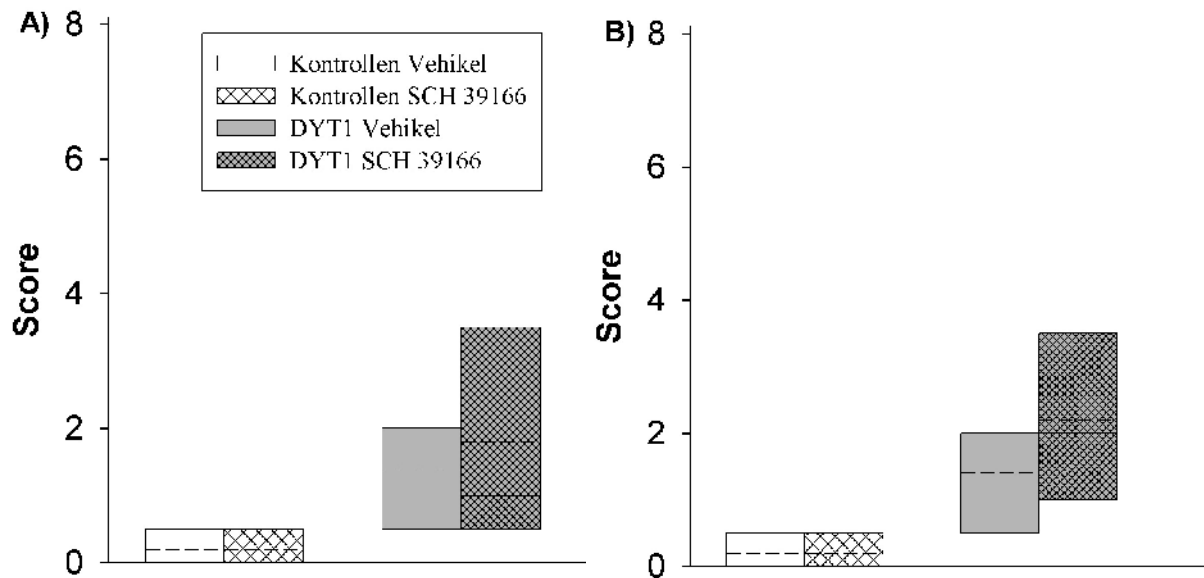 A)
8
6
4
2
0
Score
Kontrollen Vehikel
Kontrollen SCH 39166
DYT1 Vehikel
DYT1 SCH 39166
B)
8
6
4
2
0
Score